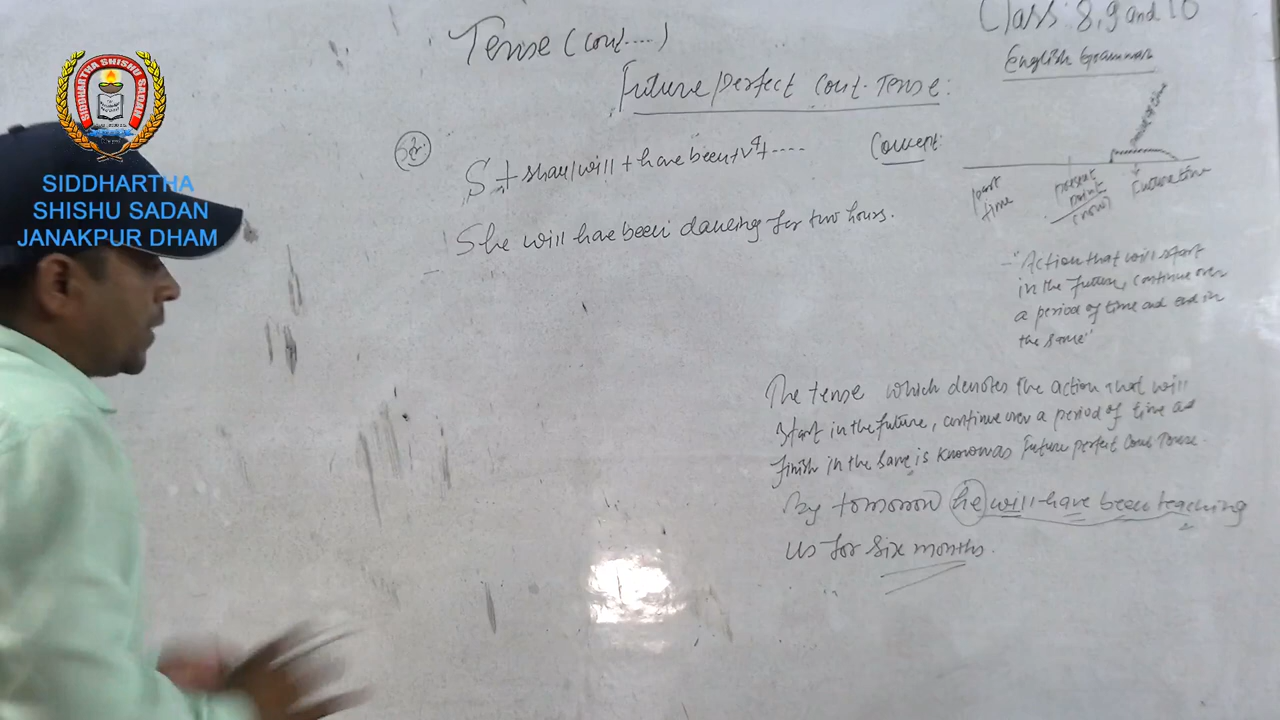 SIDDHARTHA SHISHU SADAN
SIDDHARTHA
SHISHU SADAN
JANAKPUR DHAM
Class: 8, 9 and 10
English Grammar
Tense (cont....)
Future perfect cont. Tense:
S + shall/will + have been + v4 + ....
She will have been dancing for two hours.
Concept:
past time
present point (now)
Future time
- "Action that will start
in the future, continue over
a period of time and end in
the same"
The tense which denotes the action that will
start in the future, continue over a period of time and
finish in the same is known as Future perfect Cont Tense.
By tomorrow he will have been teaching
us for six months.